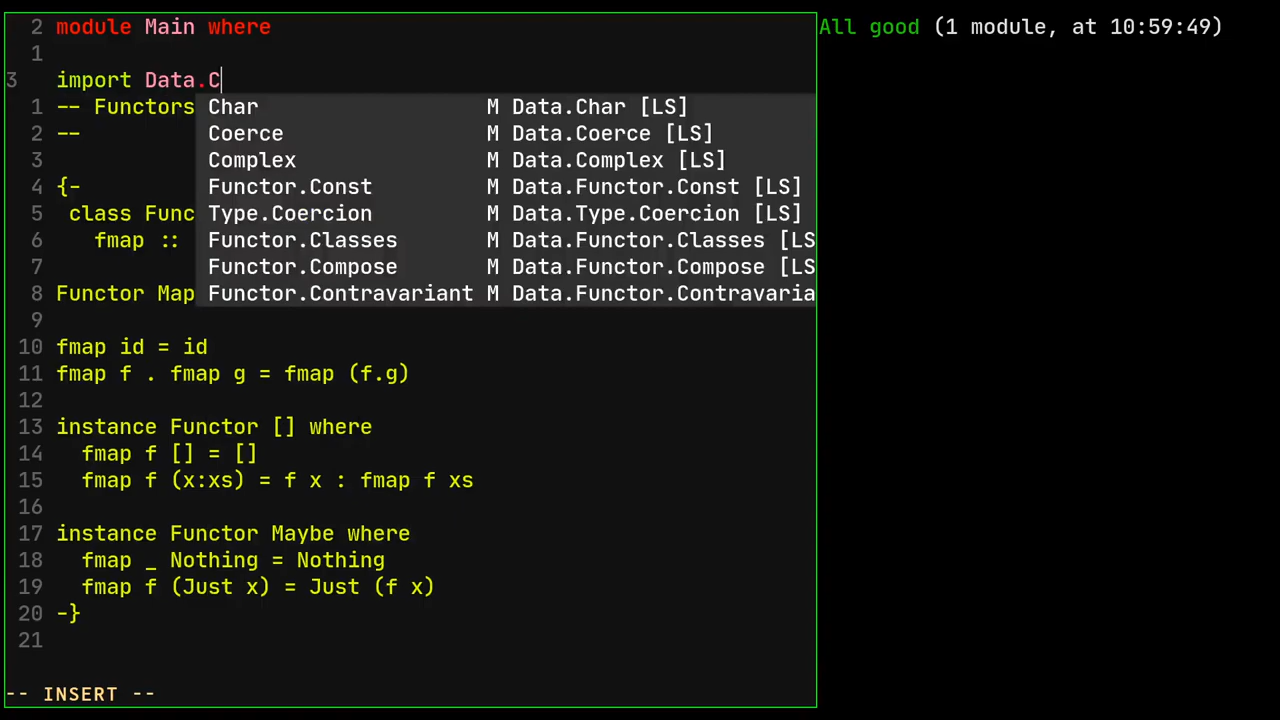 2 module Main where All good (1 module, at 10:59:49)
1
3 import Data.C
1 -- Functors Char M Data.Char [LS]
2 -- Coerce M Data.Coerce [LS]
3 Complex M Data.Complex [LS]
4 {- Functor.Const M Data.Functor.Const [LS]
5 class Func Type.Coercion M Data.Type.Coercion [LS]
6 fmap :: Functor.Classes M Data.Functor.Classes [LS
7 Functor.Compose M Data.Functor.Compose [LS
8 Functor Map Functor.Contravariant M Data.Functor.Contravaria
9
10 fmap id = id
11 fmap f . fmap g = fmap (f.g)
12
13 instance Functor [] where
14 fmap f [] = []
15 fmap f (x:xs) = f x : fmap f xs
16
17 instance Functor Maybe where
18 fmap _ Nothing = Nothing
19 fmap f (Just x) = Just (f x)
20 -}
21
-- INSERT --